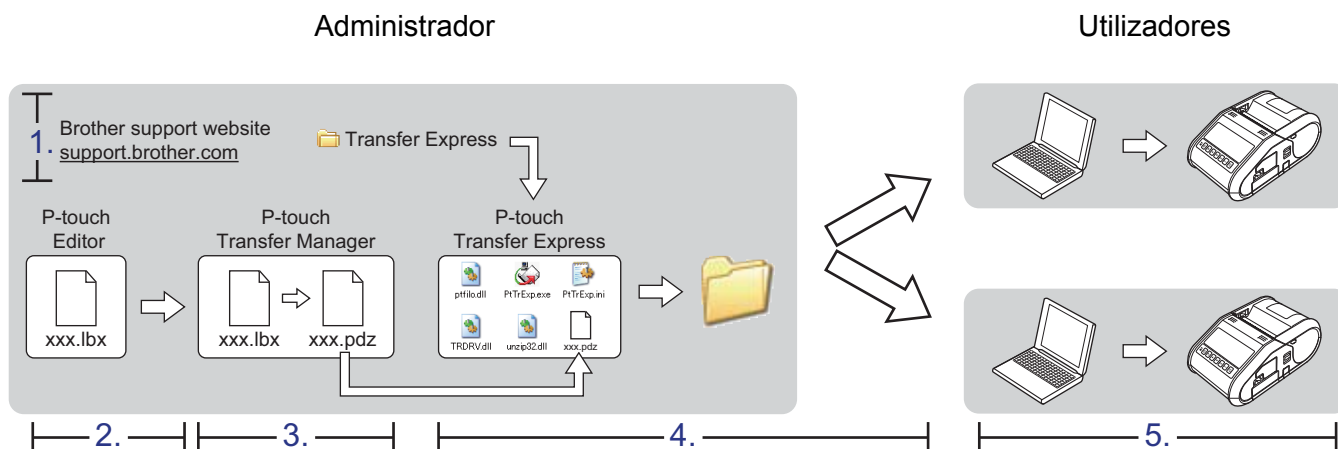 Administrador
Utilizadores
1.
Brother support website
support.brother.com
Transfer Express
P-touch
Editor
xxx.lbx
P-touch
Transfer Manager
xxx.lbx
xxx.pdz
P-touch
Transfer Express
ptfilo.dll
PtTrExp.exe
PtTrExp.ini
TRDRV.dll
unzip32.dll
xxx.pdz
2.
3.
4.
5.